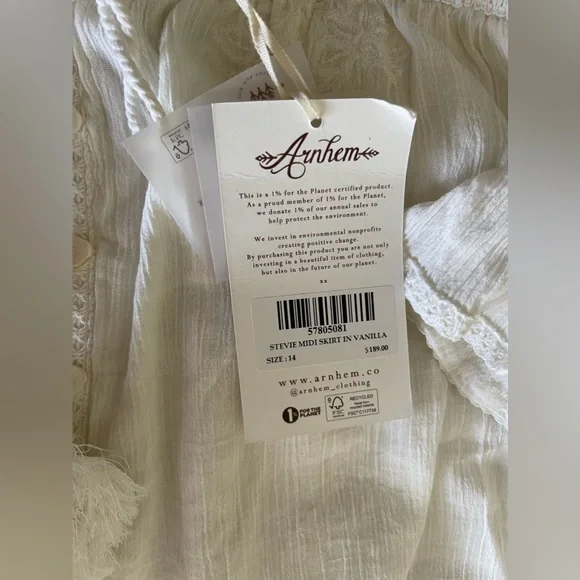 Arnhem
This is a 1% for the Planet certified product.
As a proud member of 1% for the Planet,
we donate 1% of our annual sales to
help protect the environment.
We invest in environmental nonprofits
creating positive change.
By purchasing this product you are not only
investing in a beautiful item of clothing,
but also in the future of our planet.
xx
57805081
STEVIE MIDI SKIRT IN VANILLA
SIZE: 14 $189.00
www.arnhem.co
@arnhem_clothing
1% FOR THE PLANET
FSC
RECYCLED